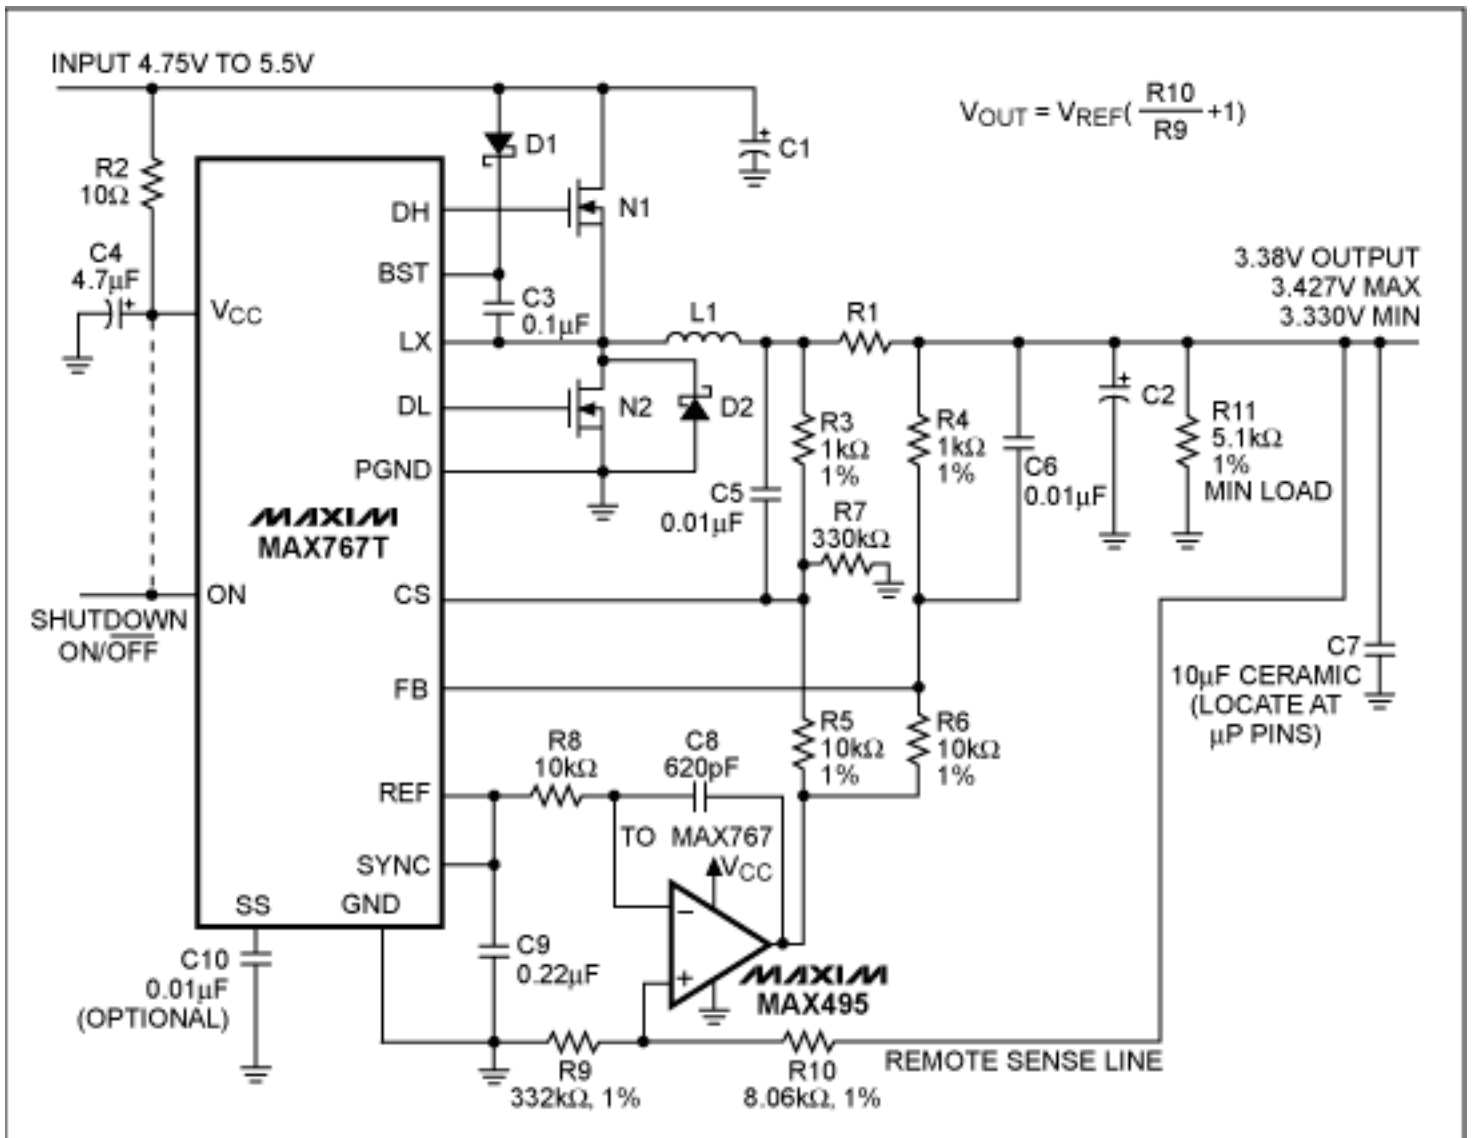 INPUT 4.75V TO 5.5V
VOUT = VREF( R10/R9 +1)
R2
10Ω
C4
4.7μF
+
VCC
D1
+
C1
DH
N1
BST
C3
0.1μF
LX
L1
R1
3.38V OUTPUT
3.427V MAX
3.330V MIN
DL
N2
D2
PGND
R3
1kΩ
1%
R4
1kΩ
1%
C5
0.01μF
C6
0.01μF
+
C2
R11
5.1kΩ
1%
MIN LOAD
R7
330kΩ
MAXIM
MAX767T
ON
CS
SHUTDOWN
ON/OFF
FB
C7
10μF CERAMIC
(LOCATE AT
μP PINS)
R5
10kΩ
1%
R6
10kΩ
1%
R8
10kΩ
C8
620pF
REF
TO MAX767
VCC
SYNC
SS
GND
−
+
C10
0.01μF
(OPTIONAL)
C9
0.22μF
MAXIM
MAX495
R9
332kΩ, 1%
R10
8.06kΩ, 1%
REMOTE SENSE LINE